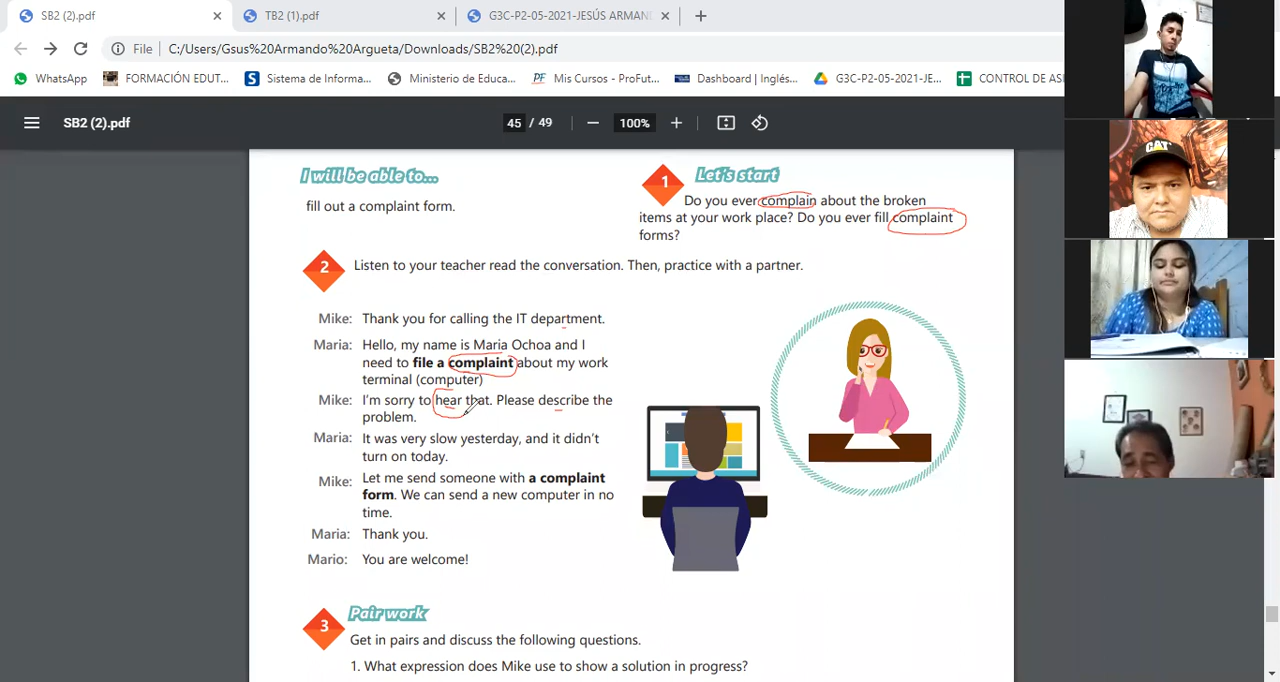 SB2 (2).pdf
TB2 (1).pdf
G3C-P2-05-2021-JESÚS ARMAND
File
C:/Users/Gsus%20Armando%20Argueta/Downloads/SB2%20(2).pdf
WhatsApp
FORMACIÓN EDUT...
Sistema de Informa...
Ministerio de Educa...
Mis Cursos - ProFut...
Dashboard | Inglés...
G3C-P2-05-2021-JE...
CONTROL DE AS
SB2 (2).pdf
45 / 49
100%
CAT
I will be able to...
fill out a complaint form.
1 Let's start
Do you ever complain about the broken
items at your work place? Do you ever fill complaint
forms?
2 Listen to your teacher read the conversation. Then, practice with a partner.
Mike: Thank you for calling the IT department.
Maria: Hello, my name is Maria Ochoa and I
need to file a complaint about my work
terminal (computer)
Mike: I'm sorry to hear that. Please describe the
problem.
Maria: It was very slow yesterday, and it didn't
turn on today.
Mike: Let me send someone with a complaint
form. We can send a new computer in no
time.
Maria: Thank you.
Mario: You are welcome!
3 Pair work
Get in pairs and discuss the following questions.
1. What expression does Mike use to show a solution in progress?